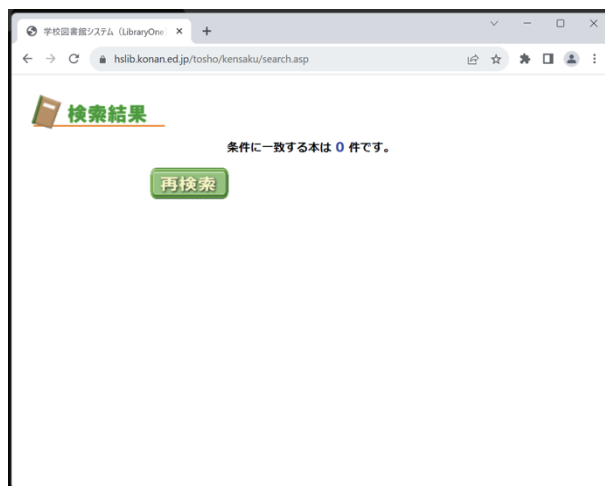 学校図書館システム (LibraryOne)
hslib.konan.ed.jp/tosho/kensaku/search.asp
検索結果
条件に一致する本は 0 件です。
再検索